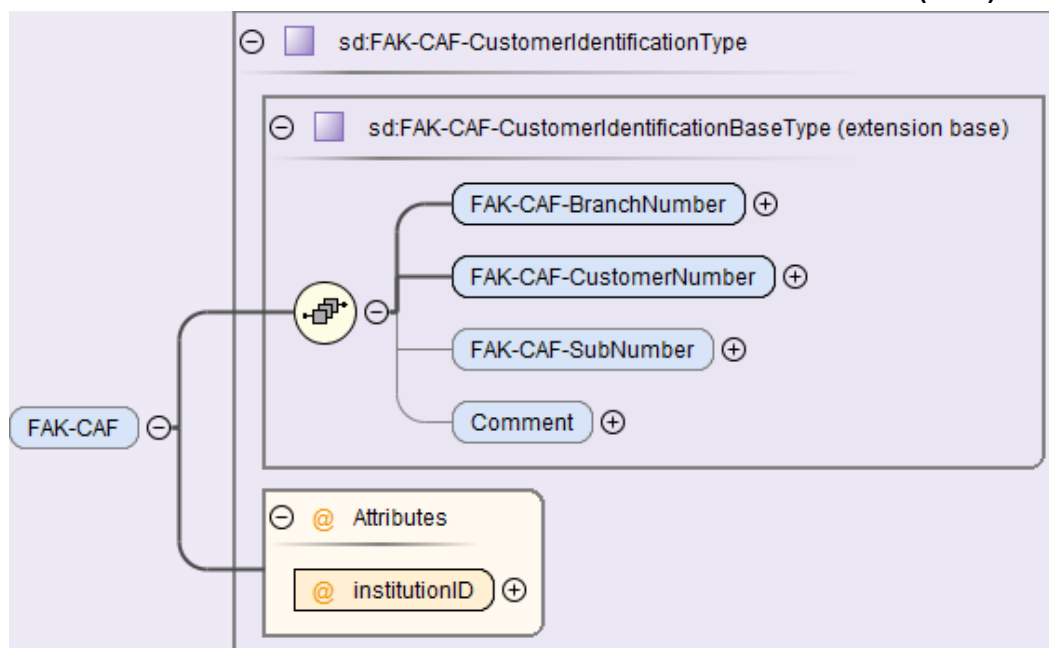 sd:FAK-CAF-CustomerIdentificationType
sd:FAK-CAF-CustomerIdentificationBaseType (extension base)
FAK-CAF-BranchNumber
FAK-CAF-CustomerNumber
FAK-CAF-SubNumber
Comment
FAK-CAF
@ Attributes
@ institutionID